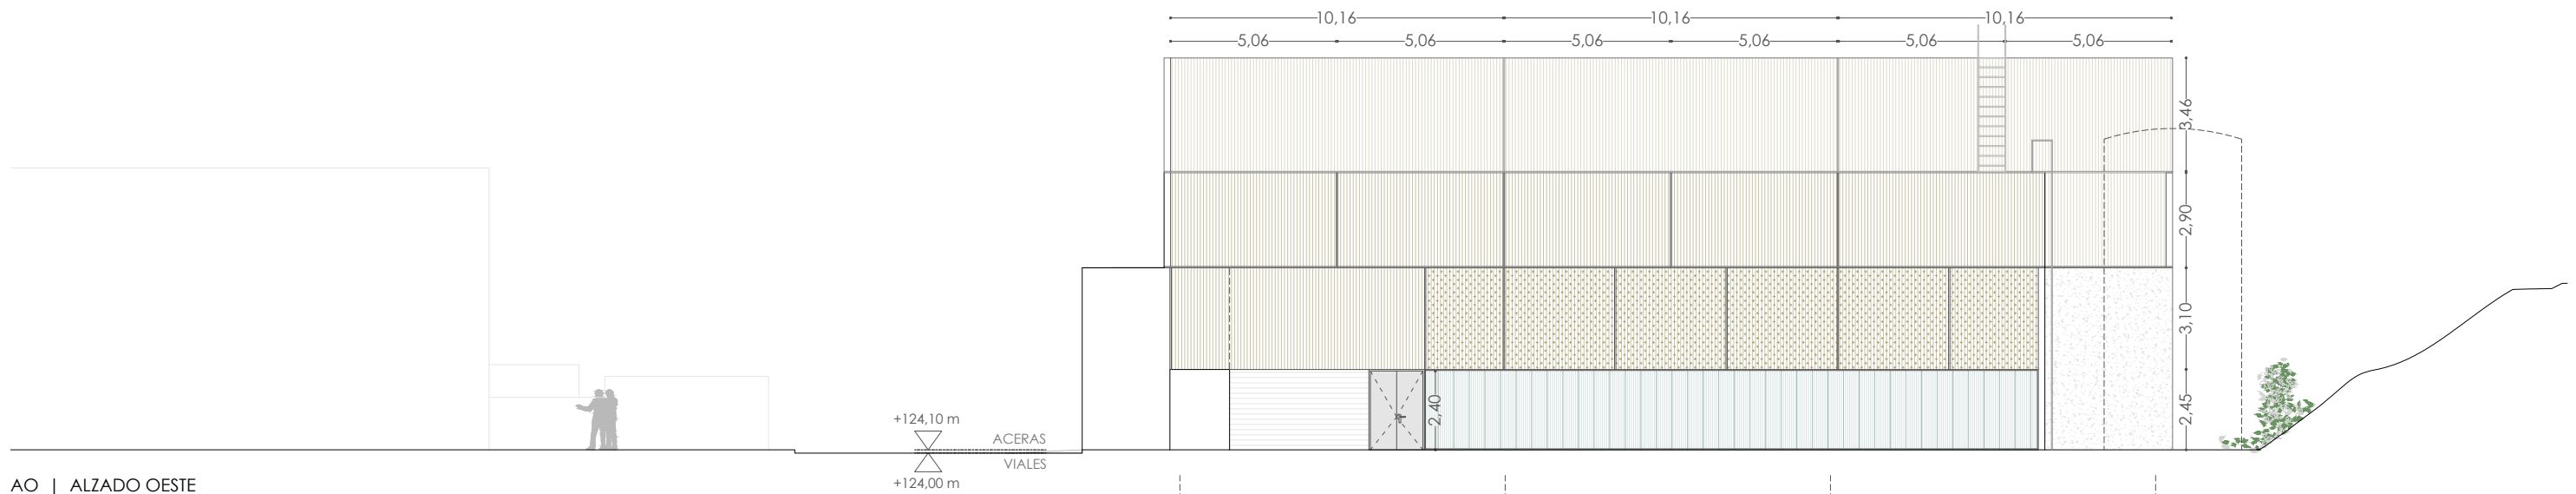 10,16 10,16 10,16
5,06 5,06 5,06 5,06 5,06 5,06
3,46
2,90
3,10
2,45
2,40
+124,10 m
ACERAS
VIALES
+124,00 m
AO | ALZADO OESTE